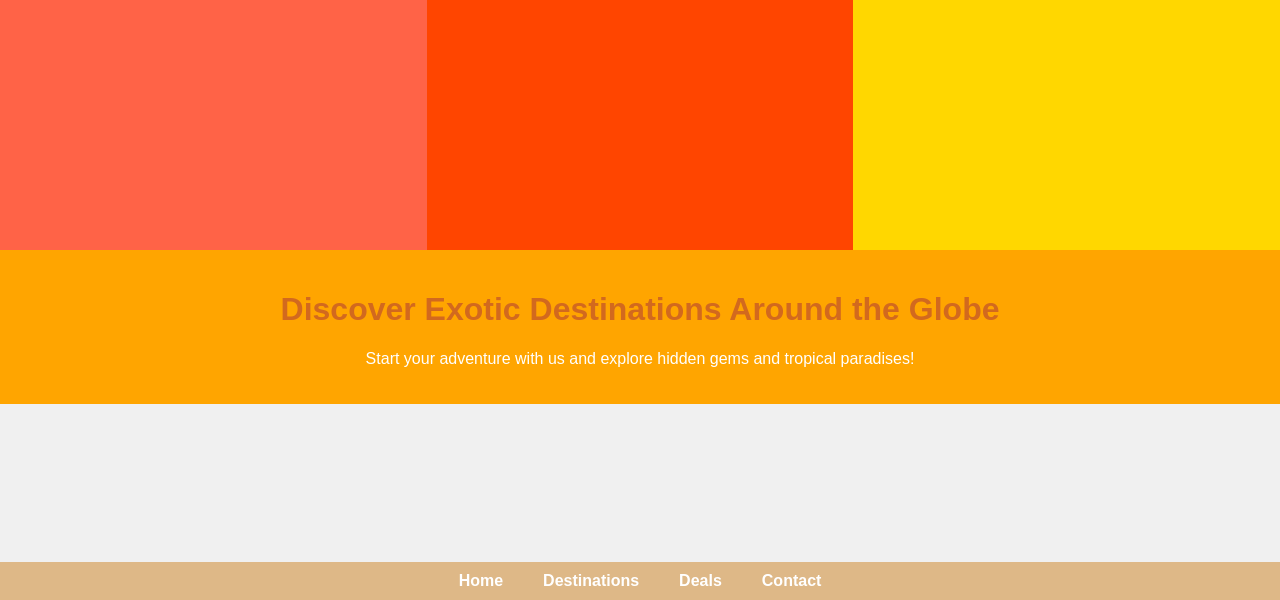 Discover Exotic Destinations Around the Globe
Start your adventure with us and explore hidden gems and tropical paradises!
Home Destinations Deals Contact